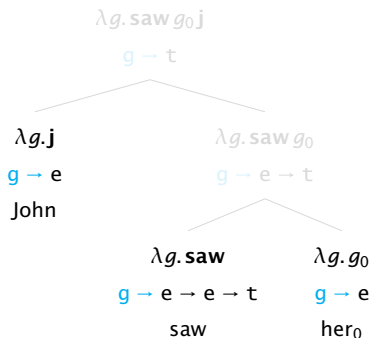 λg.saw g₀ j
g → t
λg.j
g → e
John
λg.saw g₀
g → e → t
λg.saw
g → e → e → t
saw
λg.g₀
g → e
her₀